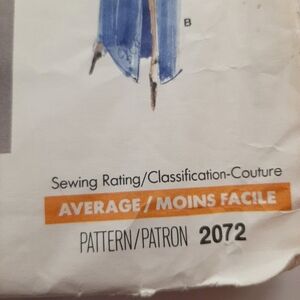 B
Sewing Rating/Classification-Couture
AVERAGE/MOINS FACILE
PATTERN/PATRON 2072